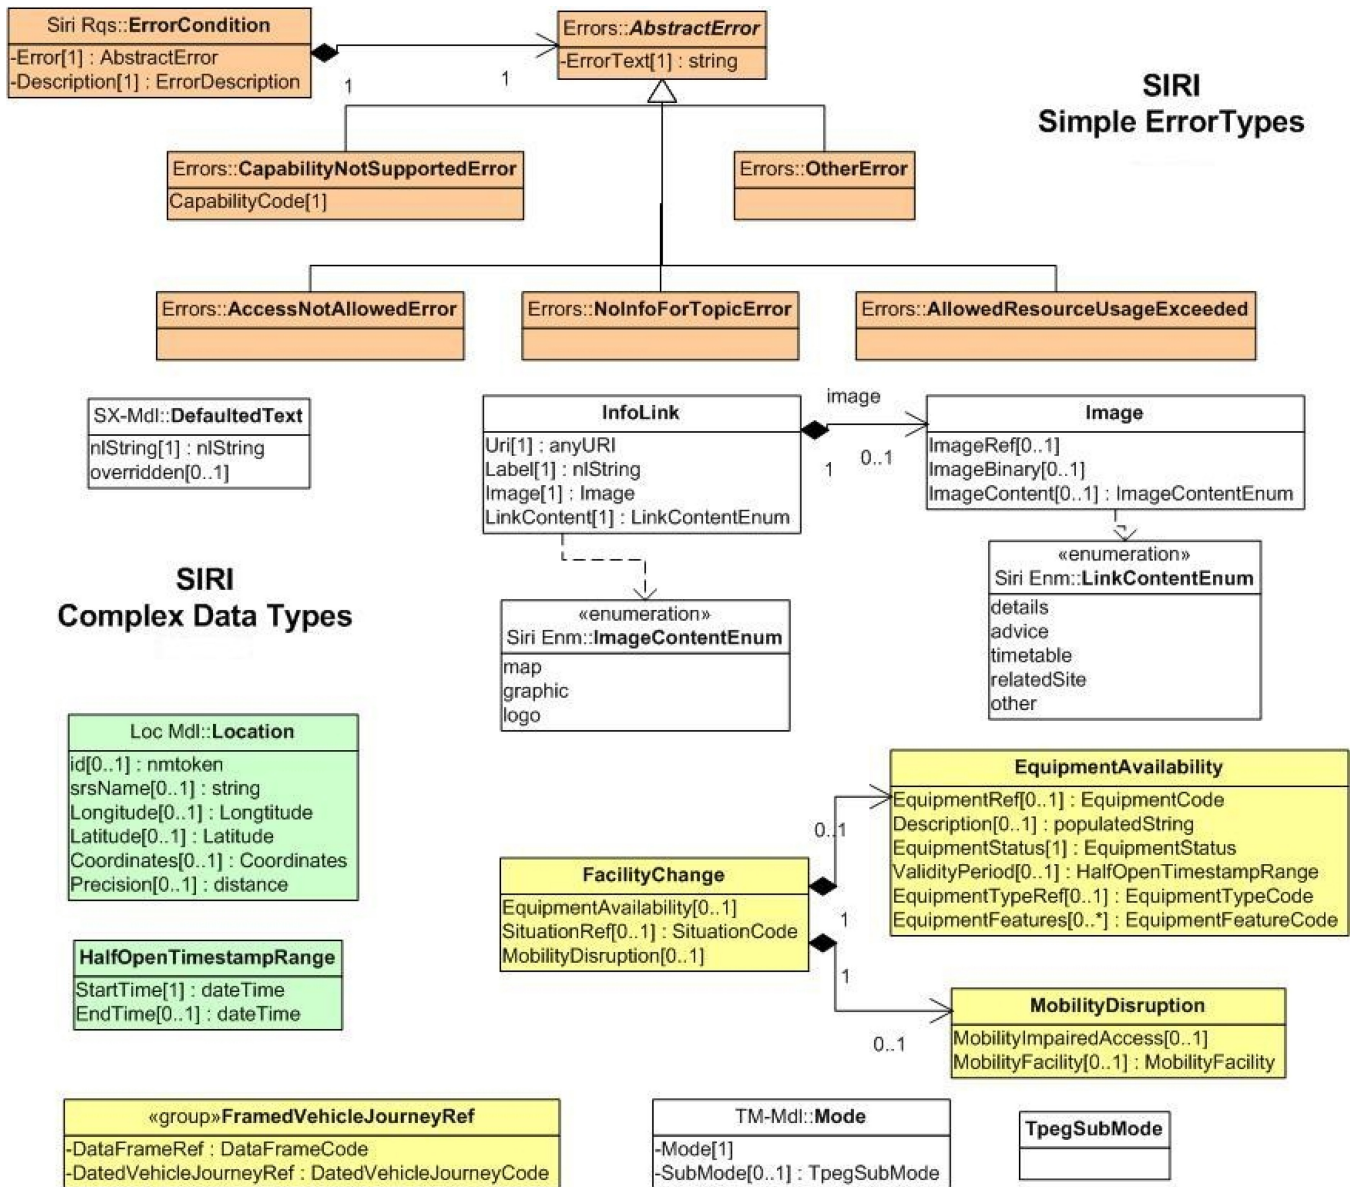 Siri Rqs::ErrorCondition
-Error[1] : AbstractError
-Description[1] : ErrorDescription
1
1
Errors::AbstractError
-ErrorText[1] : string
SIRI
Simple ErrorTypes
Errors::CapabilityNotSupportedError
CapabilityCode[1]
Errors::OtherError
Errors::AccessNotAllowedError
Errors::NoInfoForTopicError
Errors::AllowedResourceUsageExceeded
SX-Mdl::DefaultedText
nlString[1] : nlString
overridden[0..1]
InfoLink
Uri[1] : anyURI
Label[1] : nlString
Image[1] : Image
LinkContent[1] : LinkContentEnum
image
1
0..1
Image
ImageRef[0..1]
ImageBinary[0..1]
ImageContent[0..1] : ImageContentEnum
SIRI
Complex Data Types
«enumeration»
Siri Enm::ImageContentEnum
map
graphic
logo
«enumeration»
Siri Enm::LinkContentEnum
details
advice
timetable
relatedSite
other
Loc Mdl::Location
id[0..1] : nmtoken
srsName[0..1] : string
Longitude[0..1] : Longtitude
Latitude[0..1] : Latitude
Coordinates[0..1] : Coordinates
Precision[0..1] : distance
EquipmentAvailability
EquipmentRef[0..1] : EquipmentCode
Description[0..1] : populatedString
EquipmentStatus[1] : EquipmentStatus
ValidityPeriod[0..1] : HalfOpenTimestampRange
EquipmentTypeRef[0..1] : EquipmentTypeCode
EquipmentFeatures[0..*] : EquipmentFeatureCode
0..1
FacilityChange
EquipmentAvailability[0..1]
SituationRef[0..1] : SituationCode
MobilityDisruption[0..1]
1
1
0..1
HalfOpenTimestampRange
StartTime[1] : dateTime
EndTime[0..1] : dateTime
MobilityDisruption
MobilityImpairedAccess[0..1]
MobilityFacility[0..1] : MobilityFacility
«group»FramedVehicleJourneyRef
-DataFrameRef : DataFrameCode
-DatedVehicleJourneyRef : DatedVehicleJourneyCode
TM-Mdl::Mode
-Mode[1]
-SubMode[0..1] : TpegSubMode
TpegSubMode